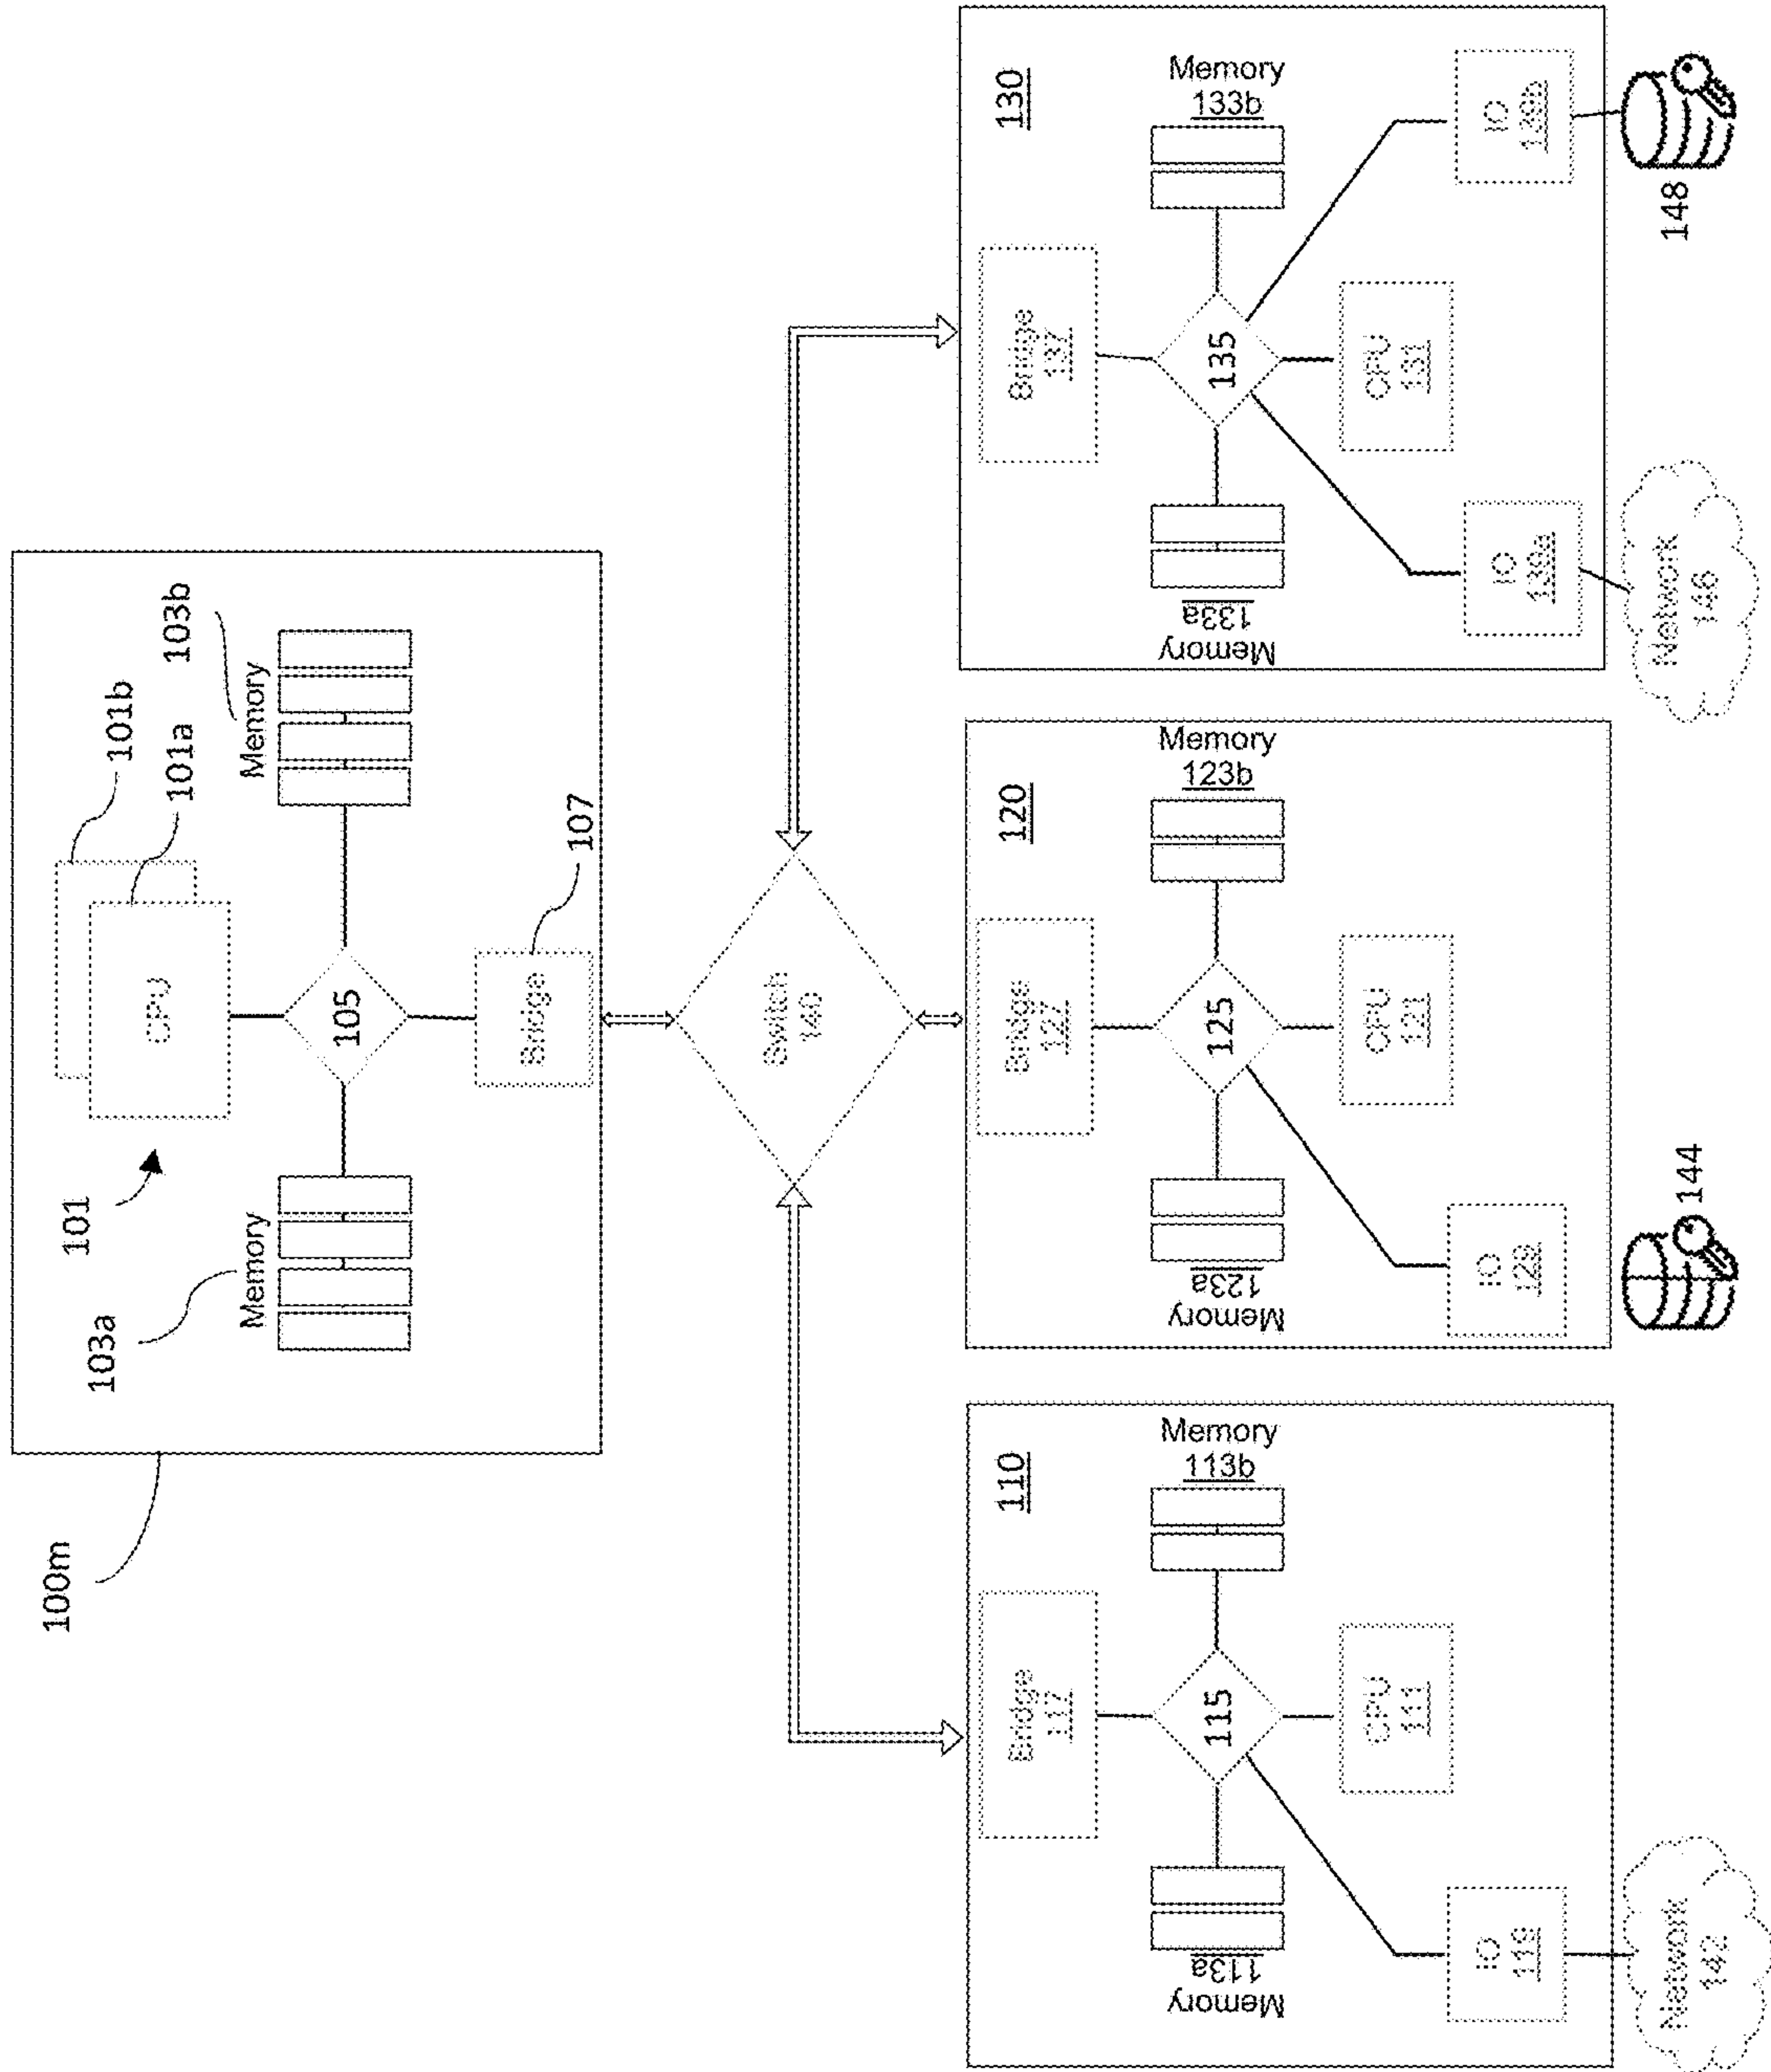 100m
101
101b
101a
CPU
103a
Memory
105
Memory
103b
Bridge
107
Switch
140
110
Bridge
117
Memory
113a
115
Memory
113b
CPU
111
IO
119
Network
142
120
Bridge
127
Memory
123a
125
Memory
123b
CPU
121
IO
129
144
130
Bridge
137
Memory
133a
135
Memory
133b
CPU
131
IO
139a
IO
139b
Network
146
148